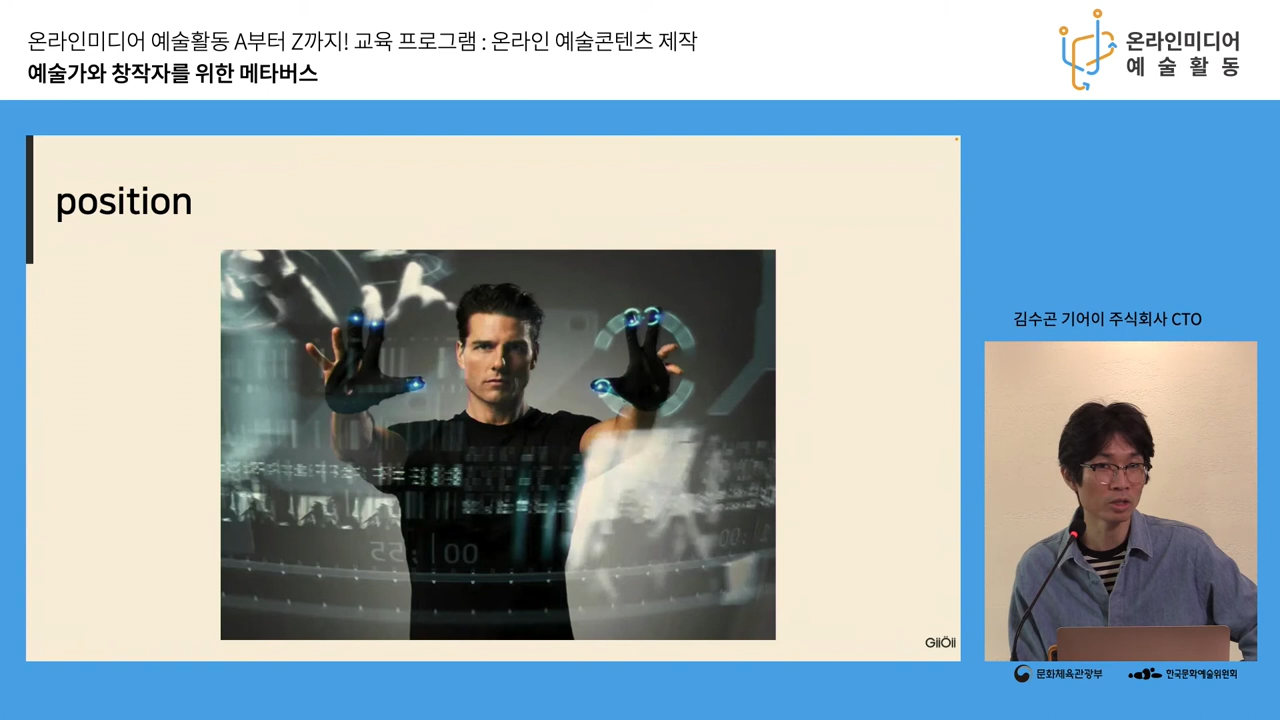 온라인미디어 예술활동 A부터 Z까지! 교육 프로그램 : 온라인 예술콘텐츠 제작
예술가와 창작자를 위한 메타버스
온라인미디어
예술활동
position
00
GiiÖii
김수곤 기어이 주식회사 CTO
문화체육관광부
한국문화예술위원회